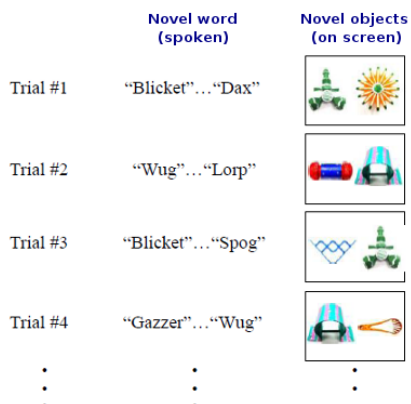 Novel word
(spoken)
Novel objects
(on screen)
Trial #1 “Blicket”…“Dax”
Trial #2 “Wug”…“Lorp”
Trial #3 “Blicket”…“Spog”
Trial #4 “Gazzer”…“Wug”